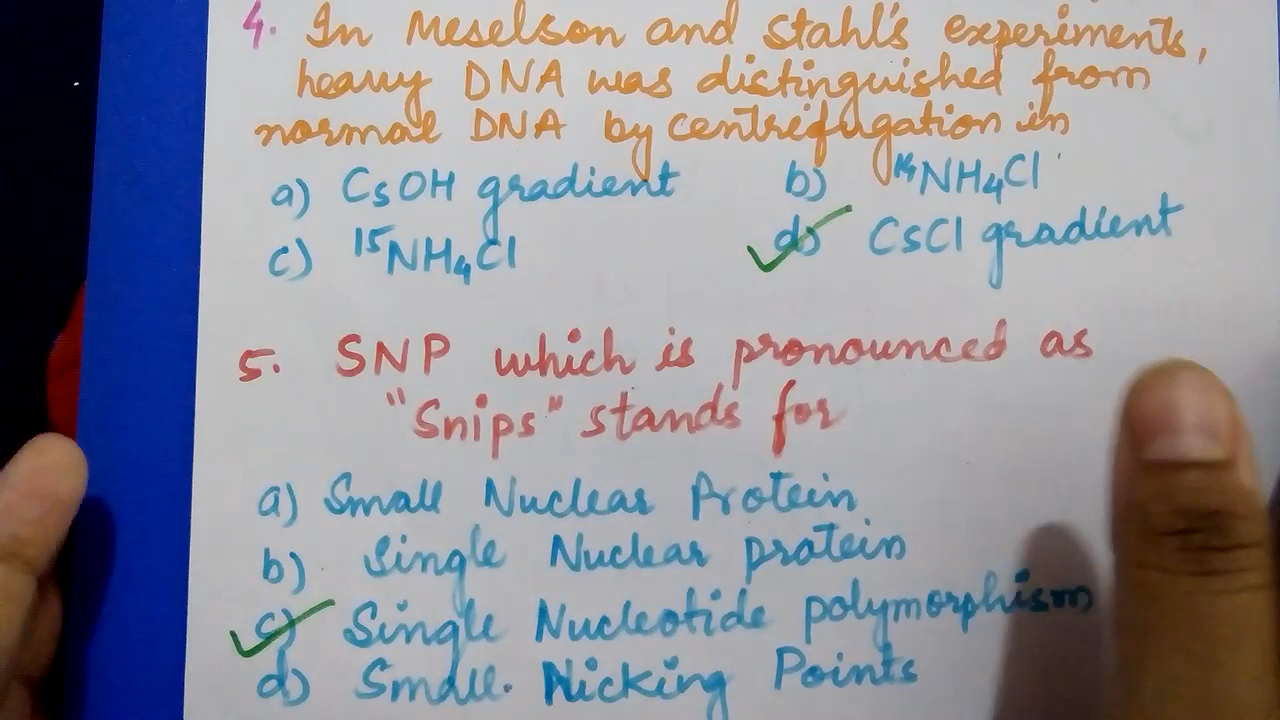 4. In Meselson and Stahl's experiments,
heavy DNA was distinguished from
normal DNA by centrifugation in
a) CsOH gradient b) ¹⁴NH₄Cl
c) ¹⁵NH₄Cl d) CsCl gradient
5. SNP which is pronounced as
"Snips" stands for
a) Small Nuclear Protein
b) Single Nuclear protein
c) Single Nucleotide polymorphism
d) Small. Nicking Points